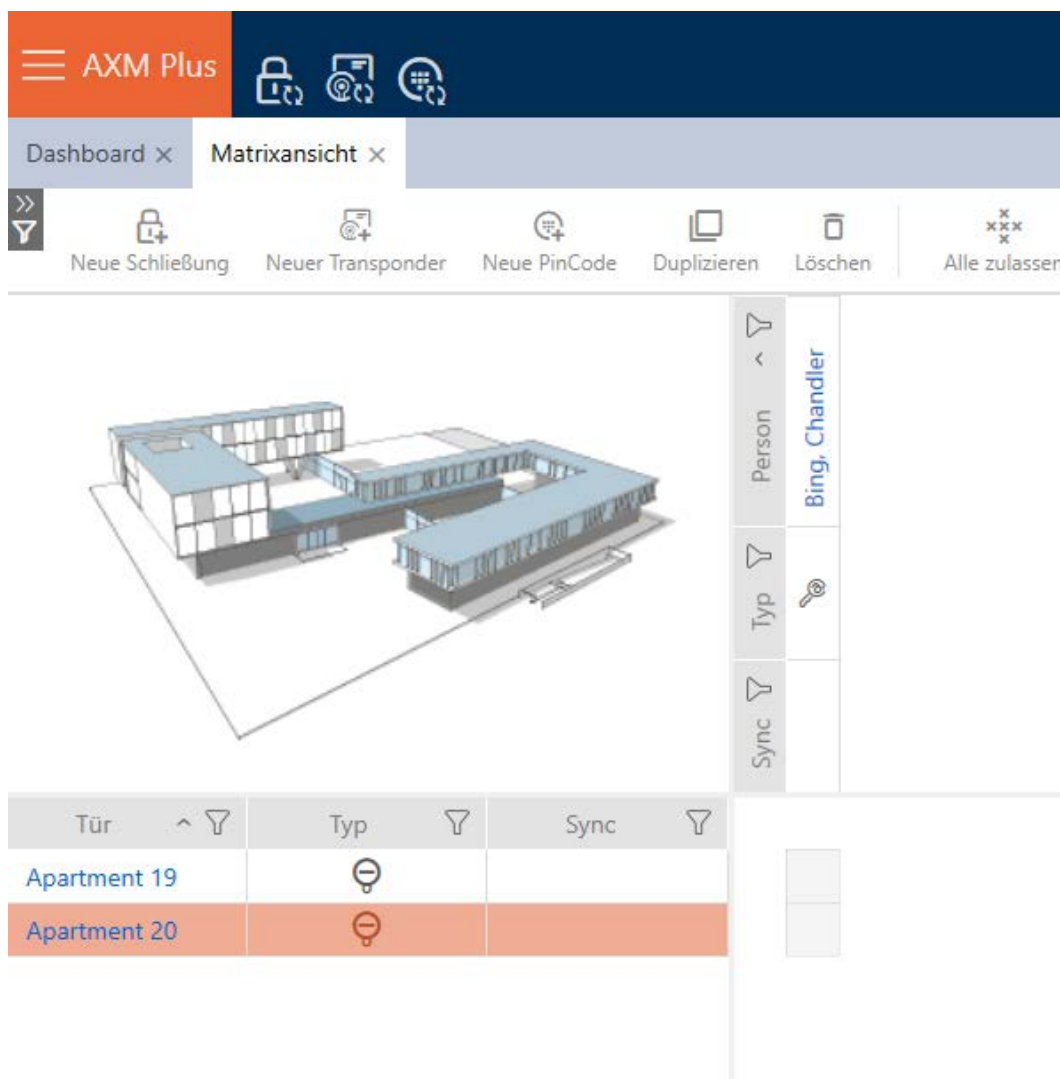 AXM Plus
Dashboard Matrixansicht
Neue Schließung Neuer Transponder Neue PinCode Duplizieren Löschen Alle zulassen
Person Bing, Chandler
Typ
Sync
Tür Typ Sync
Apartment 19
Apartment 20